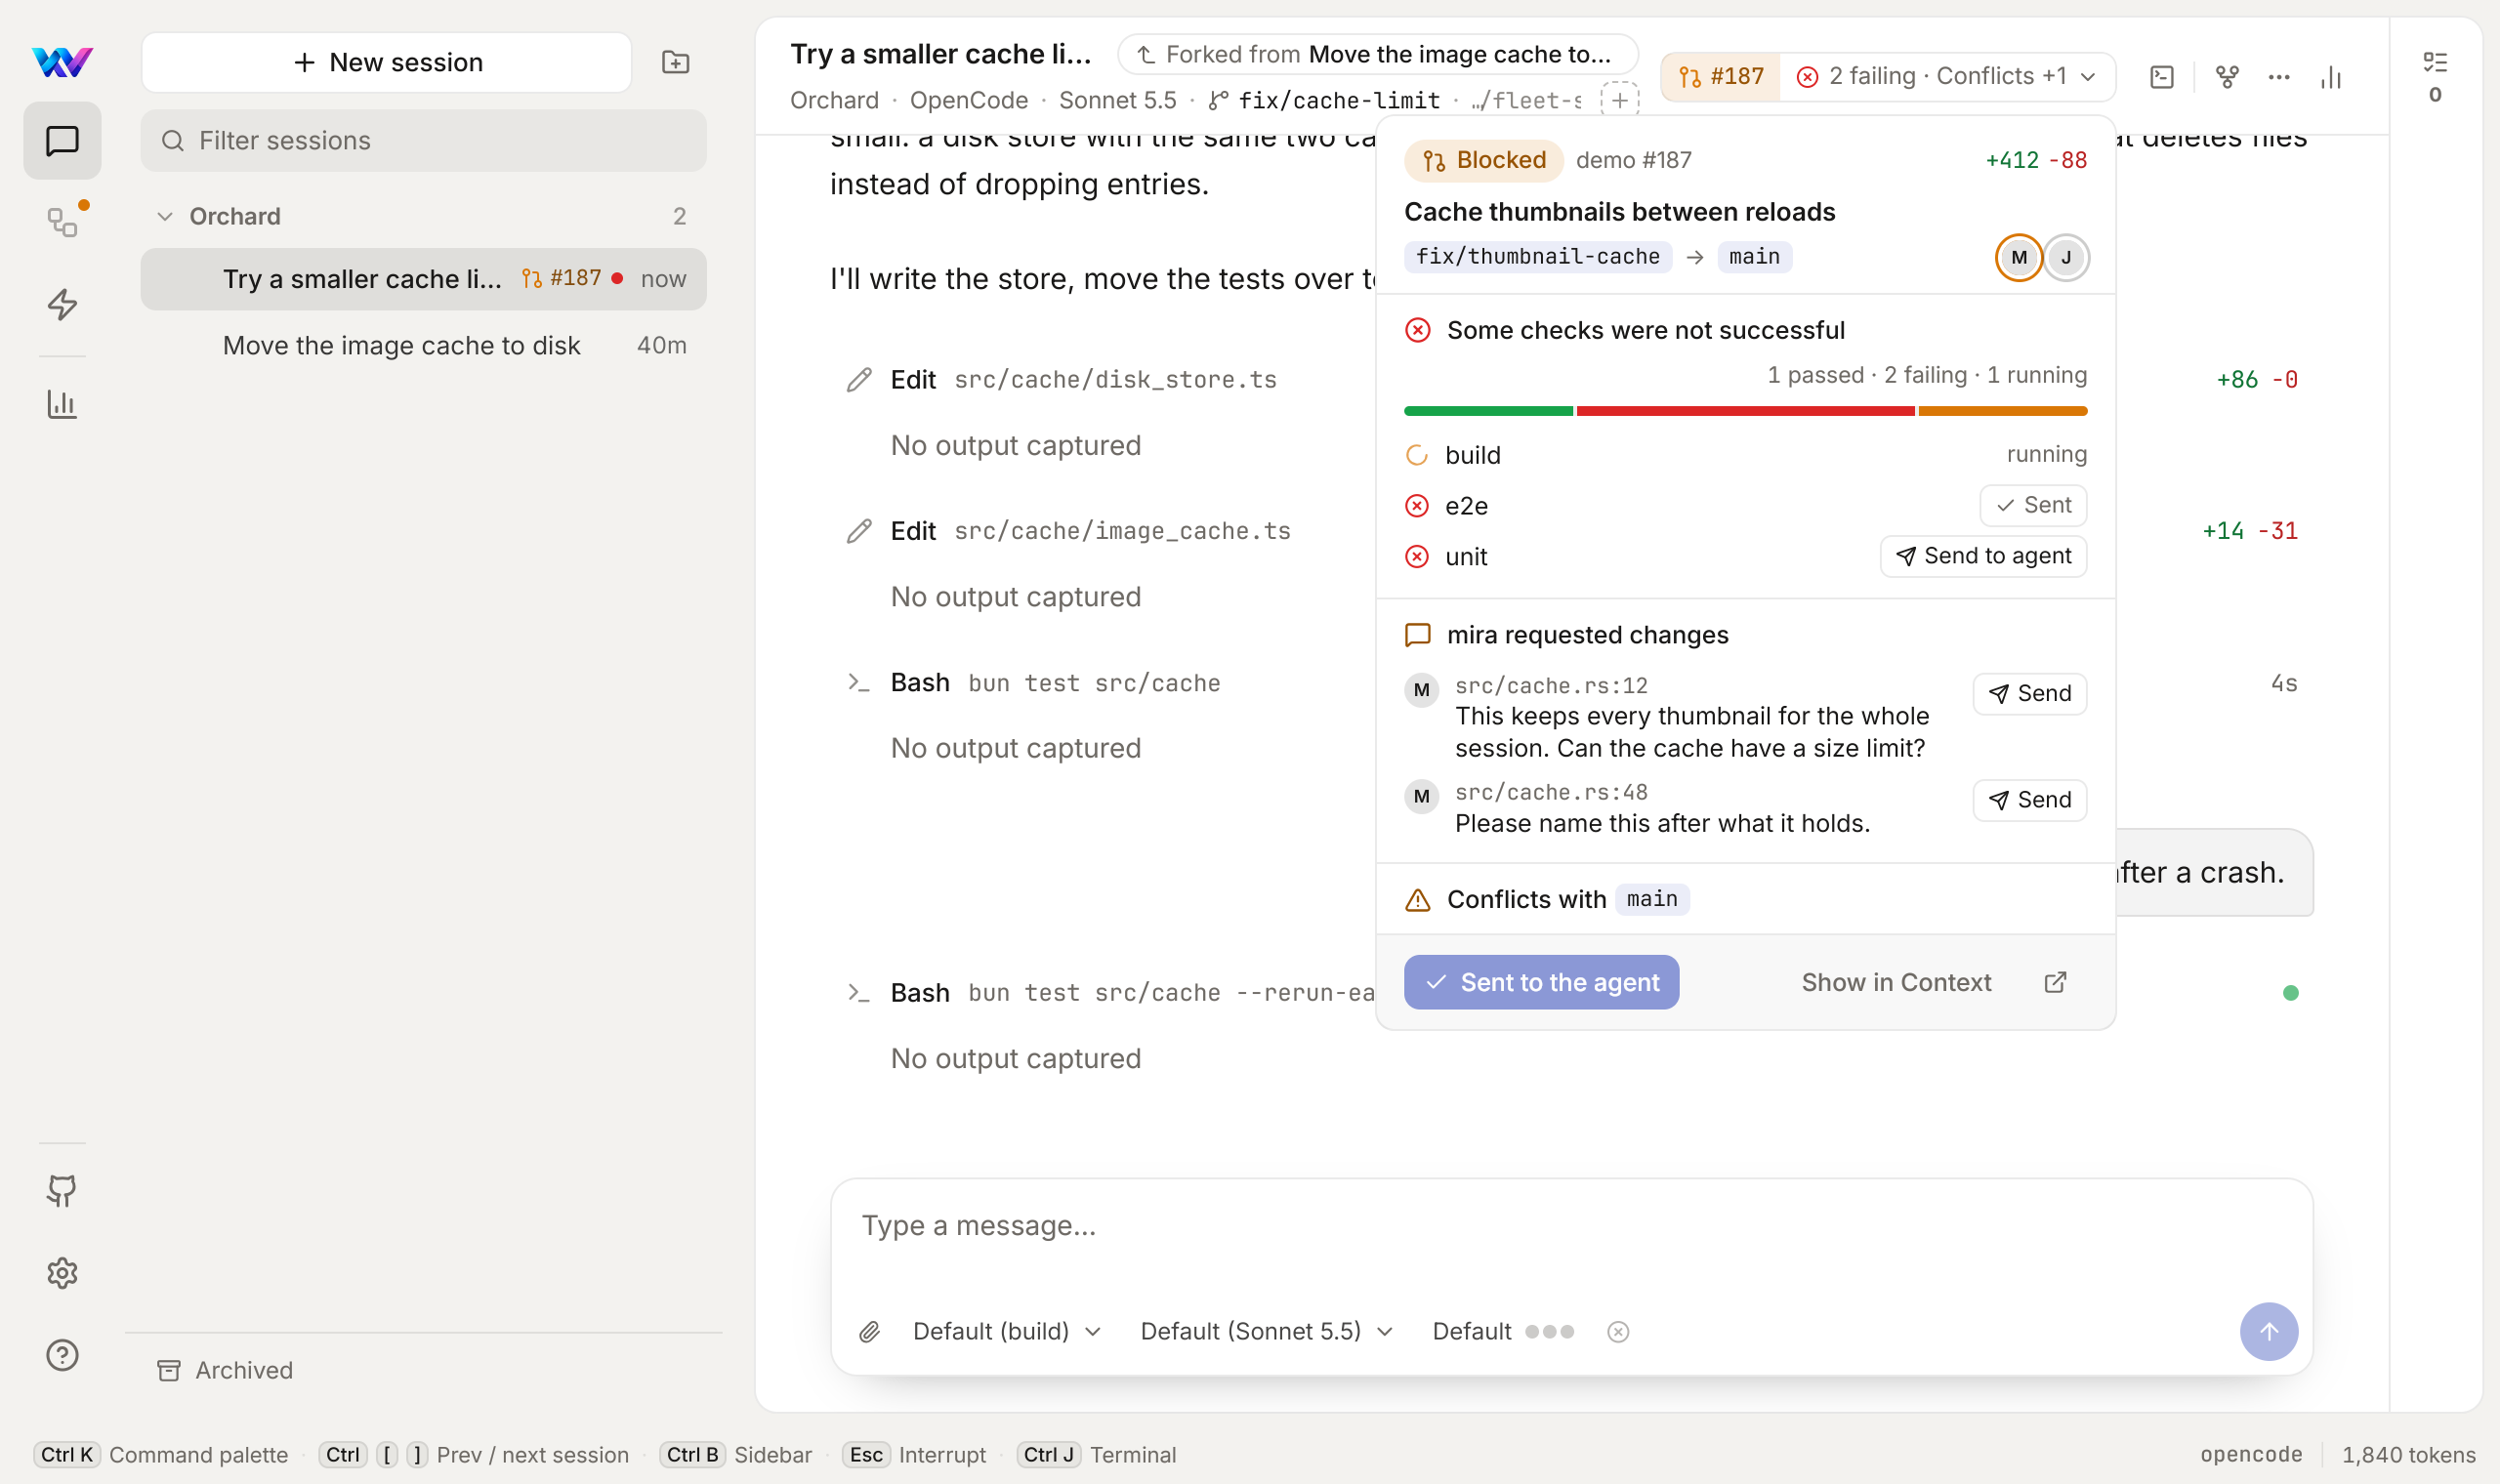 New session
Filter sessions
Orchard 2
Try a smaller cache li... #187 now
Move the image cache to disk 40m
Archived
Try a smaller cache li... Forked from Move the image cache to...
Orchard · OpenCode · Sonnet 5.5 · fix/cache-limit ·
#187 2 failing · Conflicts +1
0
instead of dropping entries.
I'll write the store, move the tests over
Edit src/cache/disk_store.ts +86 -0
No output captured
Edit src/cache/image_cache.ts +14 -31
No output captured
Bash bun test src/cache 4s
No output captured
after a crash.
Bash bun test src/cache
No output captured
Blocked demo #187 +412 -88
Cache thumbnails between reloads
fix/thumbnail-cache → main M J
Some checks were not successful
1 passed · 2 failing · 1 running
build running
e2e Sent
unit Send to agent
mira requested changes
M src/cache.rs:12 Send
This keeps every thumbnail for the whole
session. Can the cache have a size limit?
M src/cache.rs:48 Send
Please name this after what it holds.
Conflicts with main
Sent to the agent Show in Context
Type a message...
Default (build) Default (Sonnet 5.5) Default
Ctrl K Command palette · Ctrl [ ] Prev / next session · Ctrl B Sidebar · Esc Interrupt · Ctrl J Terminal
opencode 1,840 tokens